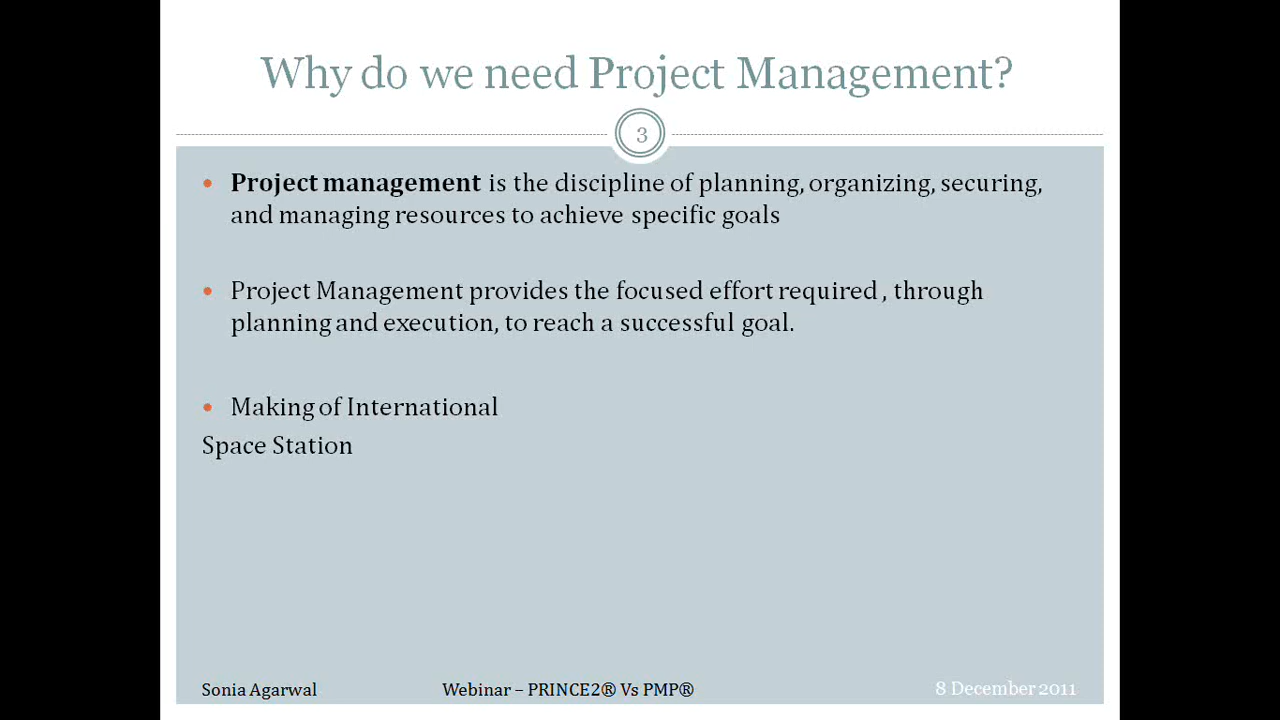 Why do we need Project Management?
3
• Project management is the discipline of planning, organizing, securing,
and managing resources to achieve specific goals
• Project Management provides the focused effort required , through
planning and execution, to reach a successful goal.
• Making of International
Space Station
Sonia Agarwal
Webinar – PRINCE2® Vs PMP®
8 December 2011